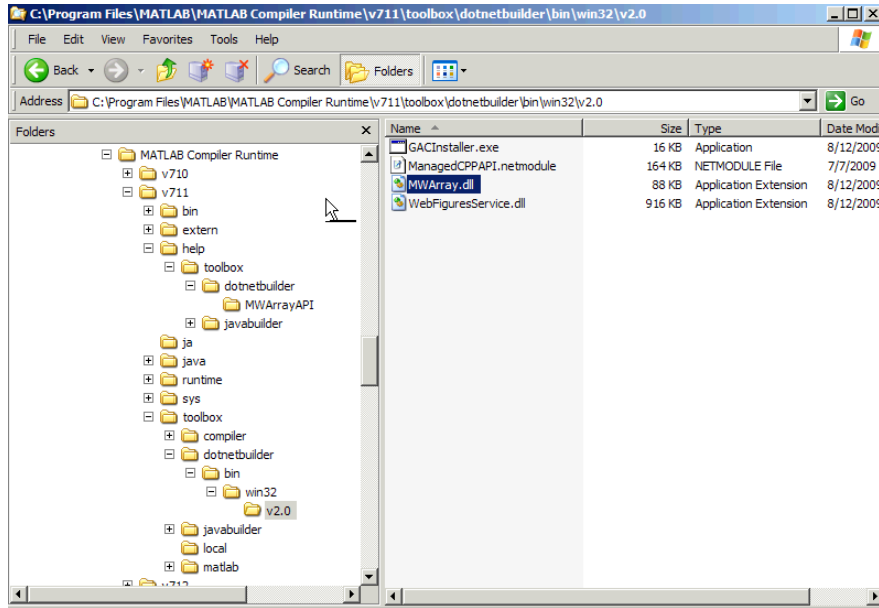 C:\Program Files\MATLAB\MATLAB Compiler Runtime\v711\toolbox\dotnetbuilder\bin\win32\v2.0
File Edit View Favorites Tools Help
Back Search Folders
Address C:\Program Files\MATLAB\MATLAB Compiler Runtime\v711\toolbox\dotnetbuilder\bin\win32\v2.0 Go
Folders x
MATLAB Compiler Runtime
v710
v711
bin
extern
help
toolbox
dotnetbuilder
MWArrayAPI
javabuilder
ja
java
runtime
sys
toolbox
compiler
dotnetbuilder
bin
win32
v2.0
javabuilder
local
matlab
v712
Name Size Type Date Modi
GACInstaller.exe 16 KB Application 8/12/2009
ManagedCPPAPI.netmodule 164 KB NETMODULE File 7/7/2009
MWArray.dll 88 KB Application Extension 8/12/2009
WebFiguresService.dll 916 KB Application Extension 8/12/2009